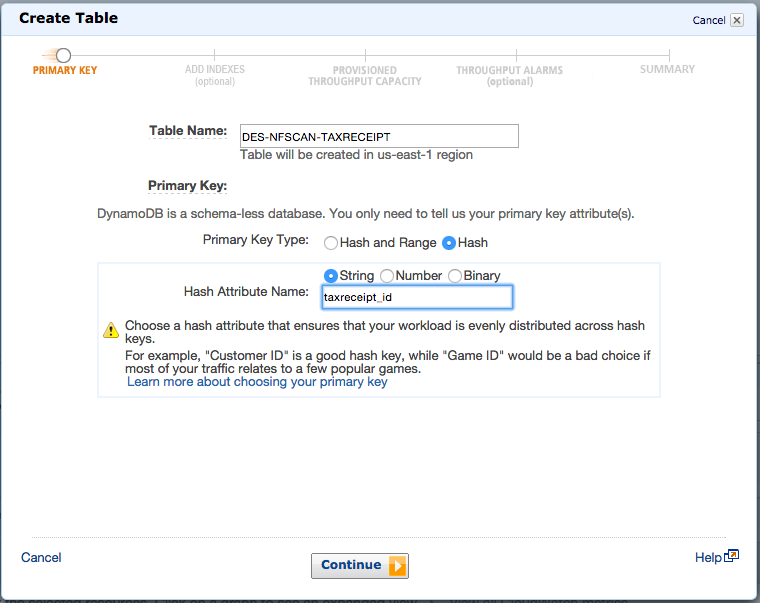 Create Table
Cancel
PRIMARY KEY
ADD INDEXES
(optional)
PROVISIONED
THROUGHPUT CAPACITY
THROUGHPUT ALARMS
(optional)
SUMMARY
Table Name:
DES-NFSCAN-TAXRECEIPT
Table will be created in us-east-1 region
Primary Key:
DynamoDB is a schema-less database. You only need to tell us your primary key attribute(s).
Primary Key Type:
Hash and Range
Hash
String
Number
Binary
Hash Attribute Name:
taxreceipt_id
Choose a hash attribute that ensures that your workload is evenly distributed across hash
keys.
For example, "Customer ID" is a good hash key, while "Game ID" would be a bad choice if
most of your traffic relates to a few popular games.
Learn more about choosing your primary key
Cancel
Continue
Help